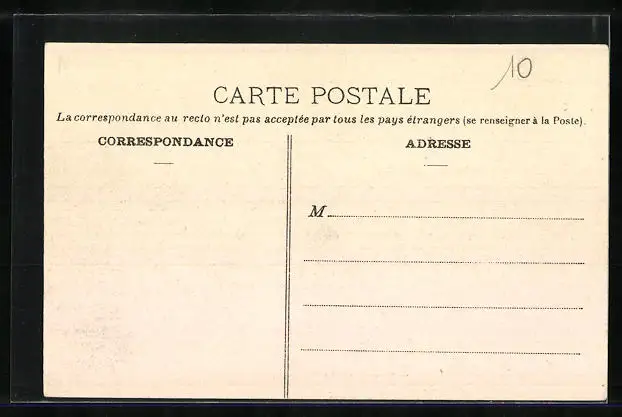 10
CARTE POSTALE
La correspondance au recto n'est pas acceptée par tous les pays étrangers (se renseigner à la Poste).
CORRESPONDANCE
ADRESSE
M